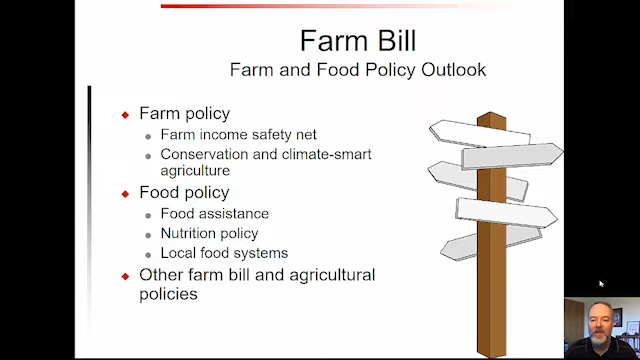 Farm Bill
Farm and Food Policy Outlook
Farm policy
Farm income safety net
Conservation and climate-smart
agriculture
Food policy
Food assistance
Nutrition policy
Local food systems
Other farm bill and agricultural
policies